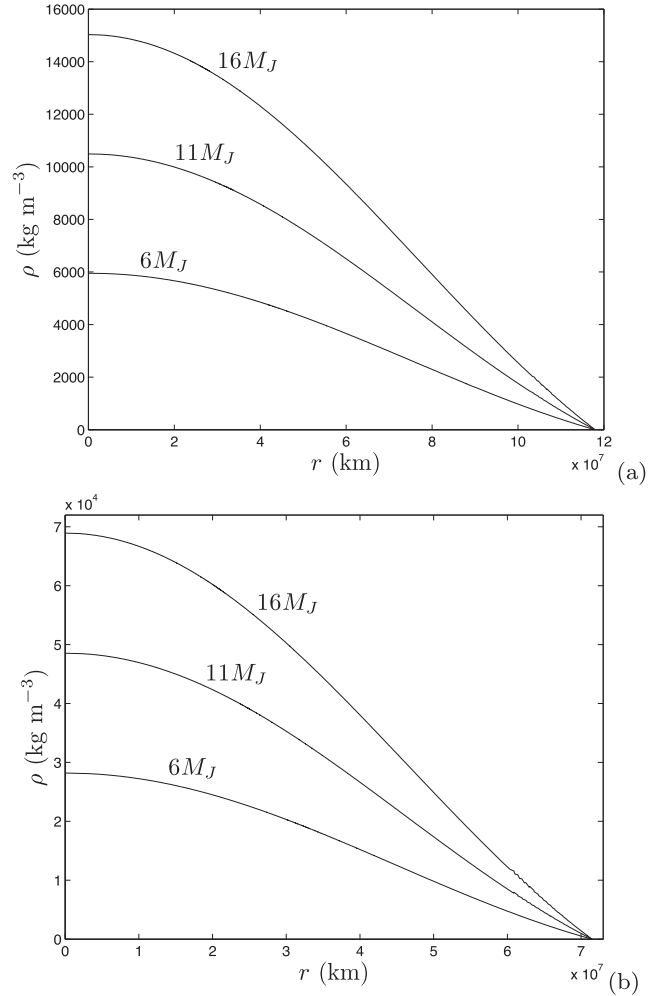 16000
14000
12000
10000
8000
6000
4000
2000
0
ρ (kg m⁻³)
16M_J
11M_J
6M_J
0 2 4 6 8 10 12
r (km)
x 10⁷
(a)
x 10⁴
7
6
5
4
3
2
1
0
ρ (kg m⁻³)
16M_J
11M_J
6M_J
0 1 2 3 4 5 6 7
r (km)
x 10⁷
(b)